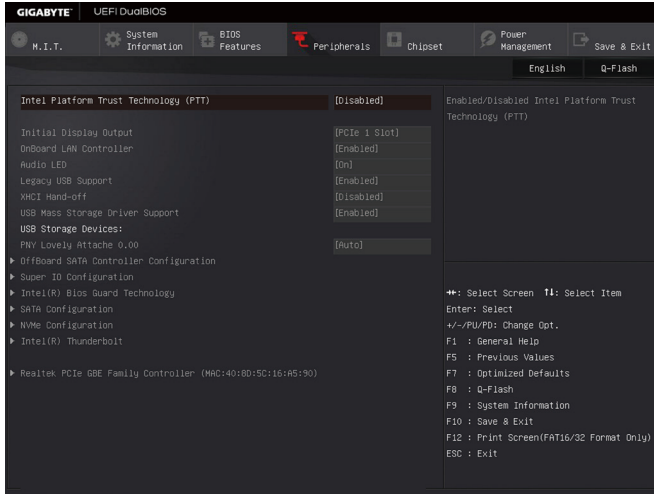 GIGABYTE™ UEFI DualBIOS
M.I.T.
System Information
BIOS Features
Peripherals
Chipset
Power Management
Save & Exit
English Q-Flash
Intel Platform Trust Technology (PTT) [Disabled]
Initial Display Output [PCIe 1 Slot]
OnBoard LAN Controller [Enabled]
Audio LED [On]
Legacy USB Support [Enabled]
XHCI Hand-off [Disabled]
USB Mass Storage Driver Support [Enabled]
USB Storage Devices:
PNY Lovely Attache 0.00 [Auto]
OffBoard SATA Controller Configuration
Super IO Configuration
Intel(R) Bios Guard Technology
SATA Configuration
NVMe Configuration
Intel(R) Thunderbolt
Realtek PCIe GBE Family Controller (MAC:40:8D:5C:16:A5:90)
Enabled/Disabled Intel Platform Trust
Technology (PTT)
→←: Select Screen ↑↓: Select Item
Enter: Select
+/-/PU/PD: Change Opt.
F1 : General Help
F5 : Previous Values
F7 : Optimized Defaults
F8 : Q-Flash
F9 : System Information
F10 : Save & Exit
F12 : Print Screen(FAT16/32 Format Only)
ESC : Exit